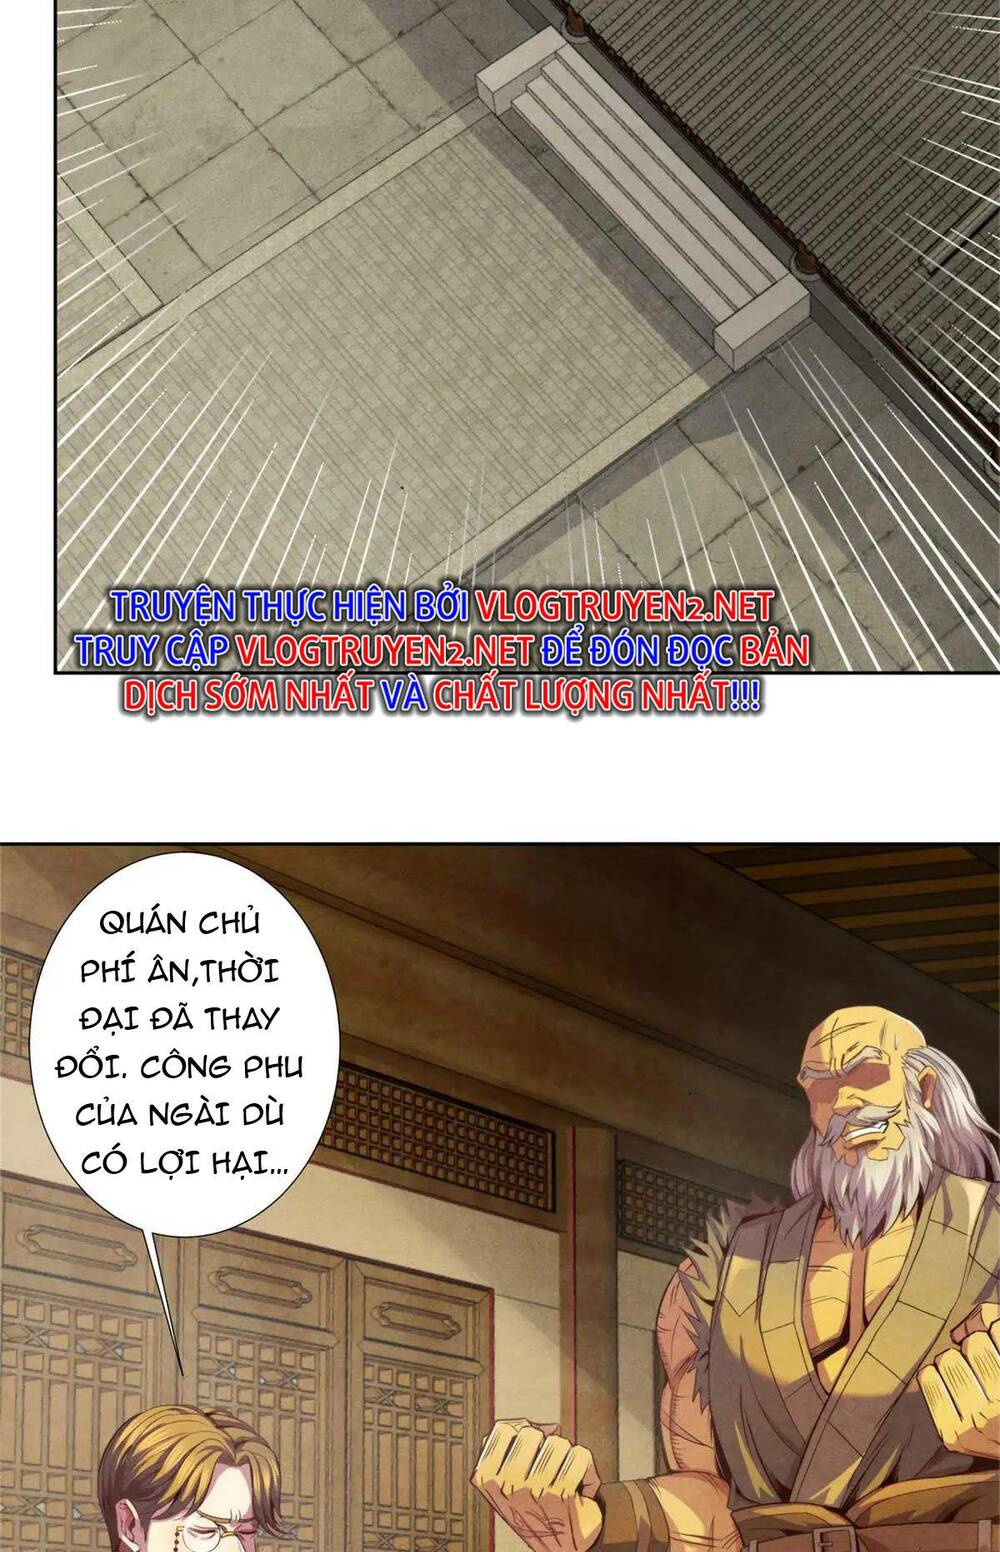 TRUYỆN THỰC HIỆN BỞI VLOGTRUYEN2.NET
TRUY CẬP VLOGTRUYEN2.NET ĐỂ ĐÓN ĐỌC BẢN
DỊCH SỚM NHẤT VÀ CHẤT LƯỢNG NHẤT!!!
QUÁN CHỦ
PHÍ ÂN,THỜI
ĐẠI ĐÃ THAY
ĐỔI. CÔNG PHU
CỦA NGÀI DÙ
CÓ LỢI HẠI...